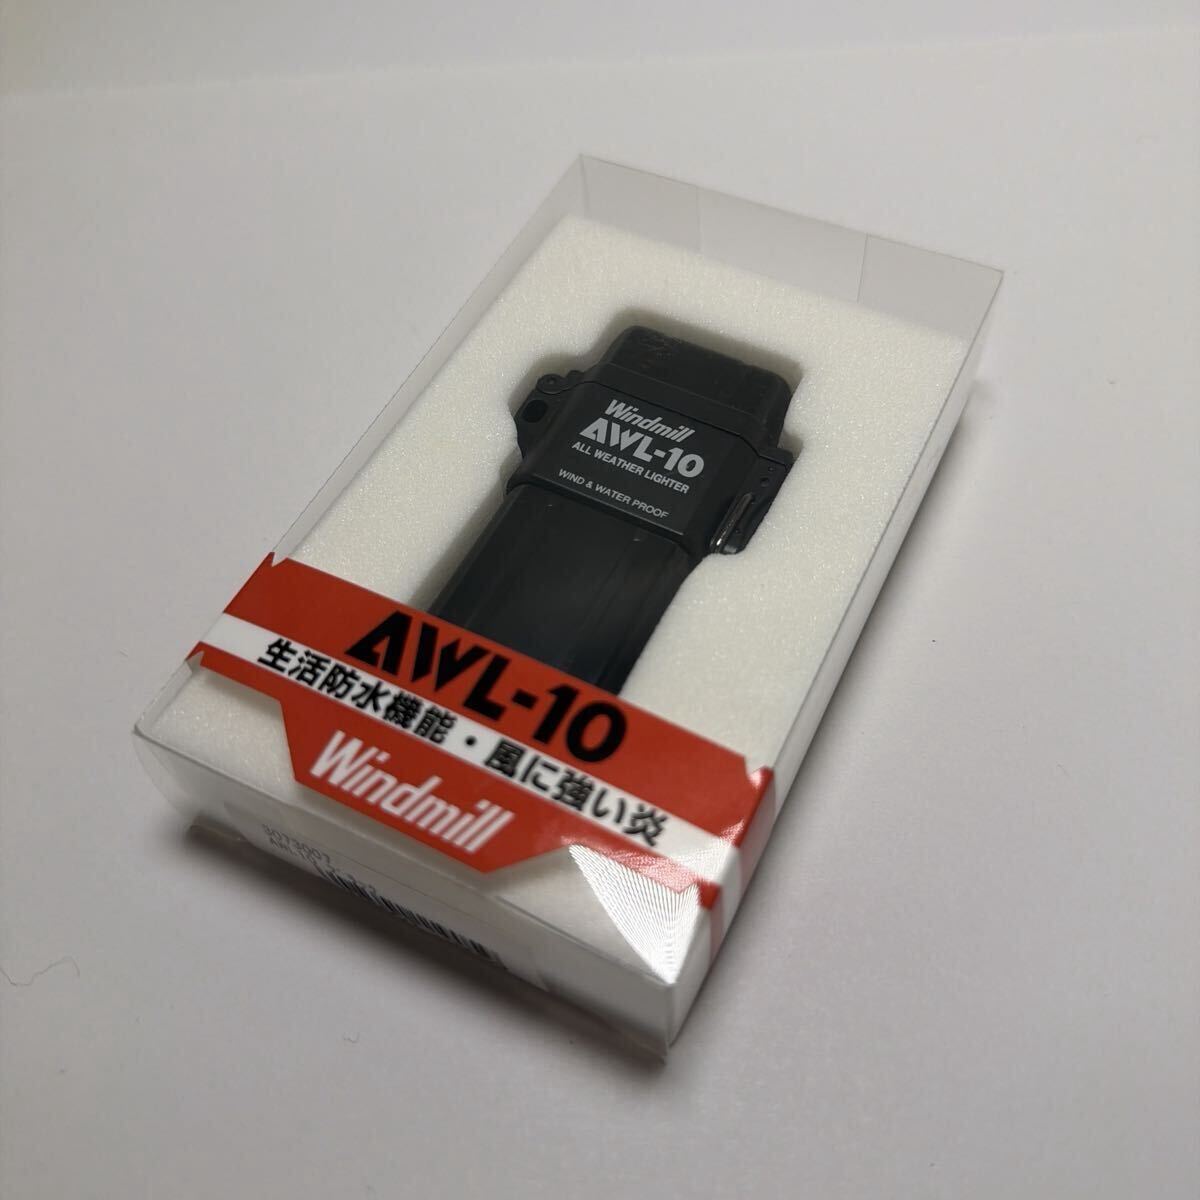 Windmill
AWL-10
ALL WEATHER LIGHTER
WIND & WATER PROOF
AWL-10
生活防水機能・風に強い炎
Windmill
3073007